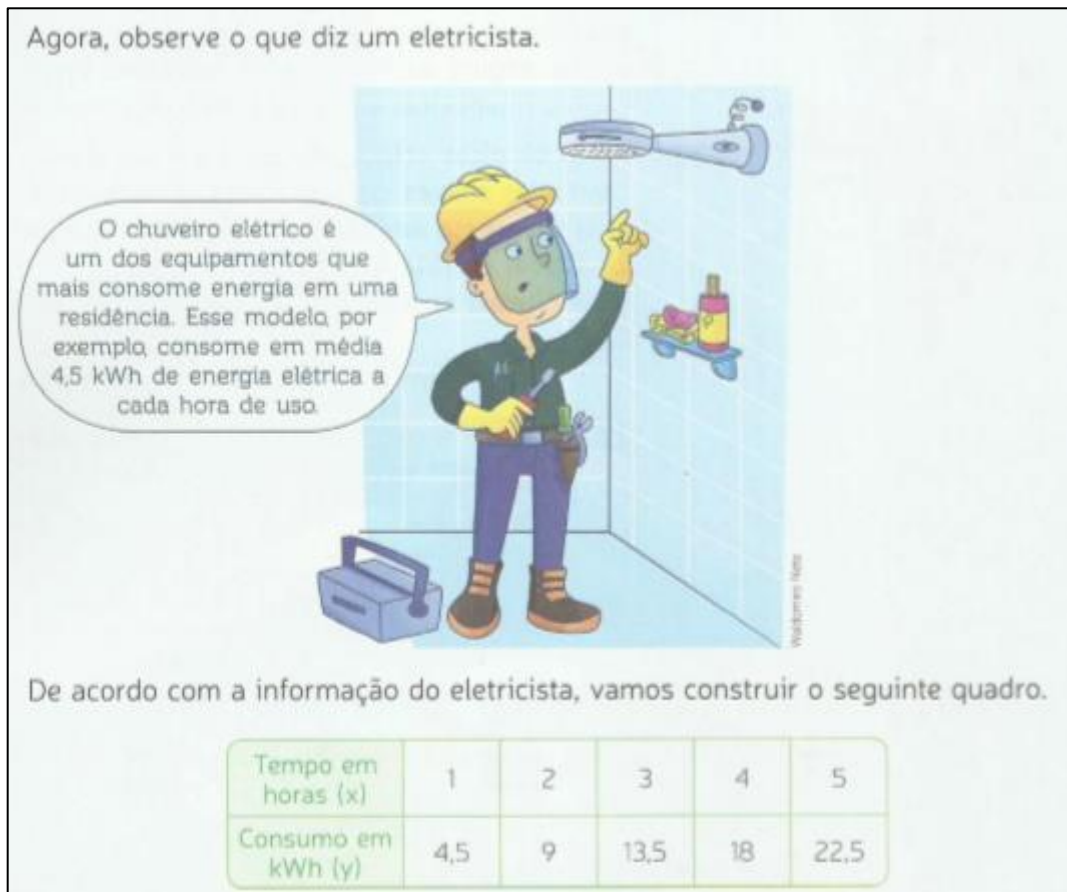 Agora, observe o que diz um eletricista.
O chuveiro elétrico é
um dos equipamentos que
mais consome energia em uma
residência. Esse modelo, por
exemplo, consome em média
4,5 kWh de energia elétrica a
cada hora de uso.
Waldomiro Neto
De acordo com a informação do eletricista, vamos construir o seguinte quadro.
Tempo em horas (x) 1 2 3 4 5
Consumo em kWh (y) 4,5 9 13,5 18 22,5